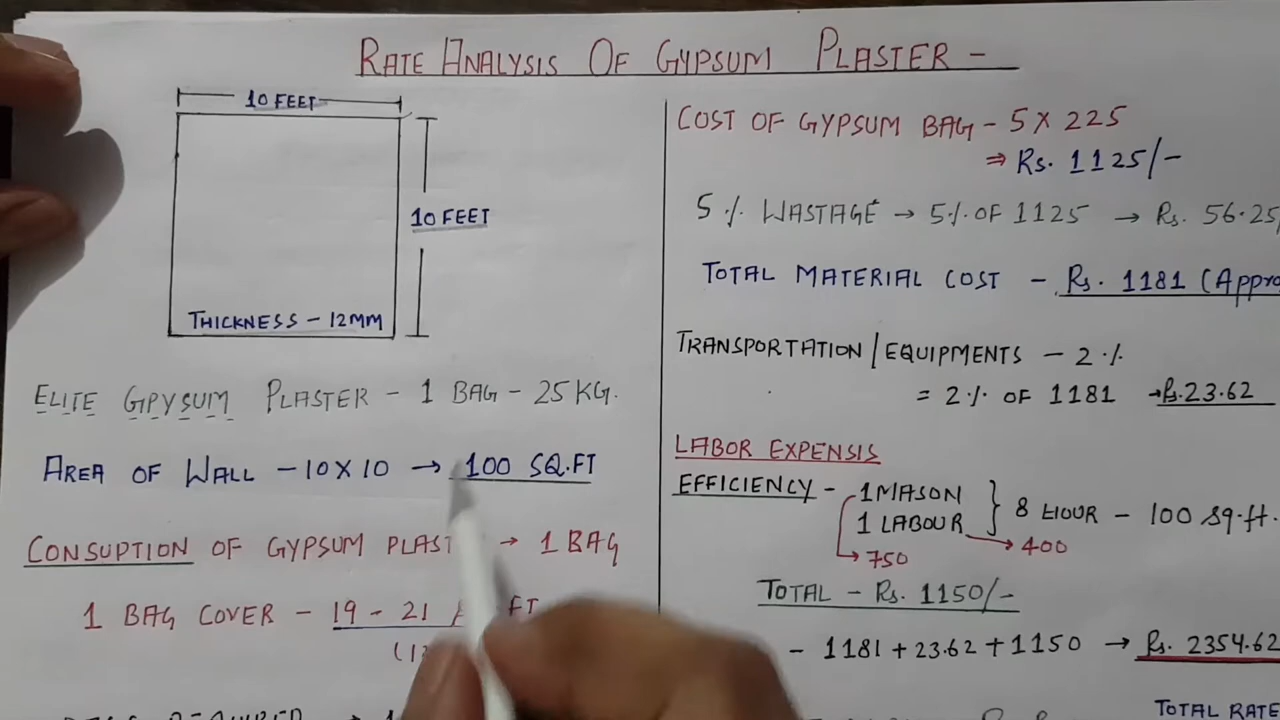 RATE ANALYSIS OF GYPSUM PLASTER -
10 FEET
10 FEET
THICKNESS - 12MM
ELITE GPYSUM PLASTER - 1 BAG - 25 KG.
AREA OF WALL - 10 X 10 → 100 SQ.FT
CONSUPTION OF GYPSUM → 1 BAG
1 BAG COVER - 19 - 21 FT
COST OF GYPSUM BAG - 5 X 225
⇒ Rs. 1125/-
5 % WASTAGE → 5% OF 1125 → Rs. 56.25
TOTAL MATERIAL COST - Rs. 1181
TRANSPORTATION / EQUIPMENTS - 2 %
= 2% OF 1181 → Rs.23.62
LABOR EXPENSIS
EFFICIENCY - 1 MASON
1 LABOUR } 8 HOUR - 100 sq.ft.
→ 750 → 400
TOTAL - Rs. 1150/-
- 1181 + 23.62 + 1150 → Rs. 2354.62
TOTAL RATE